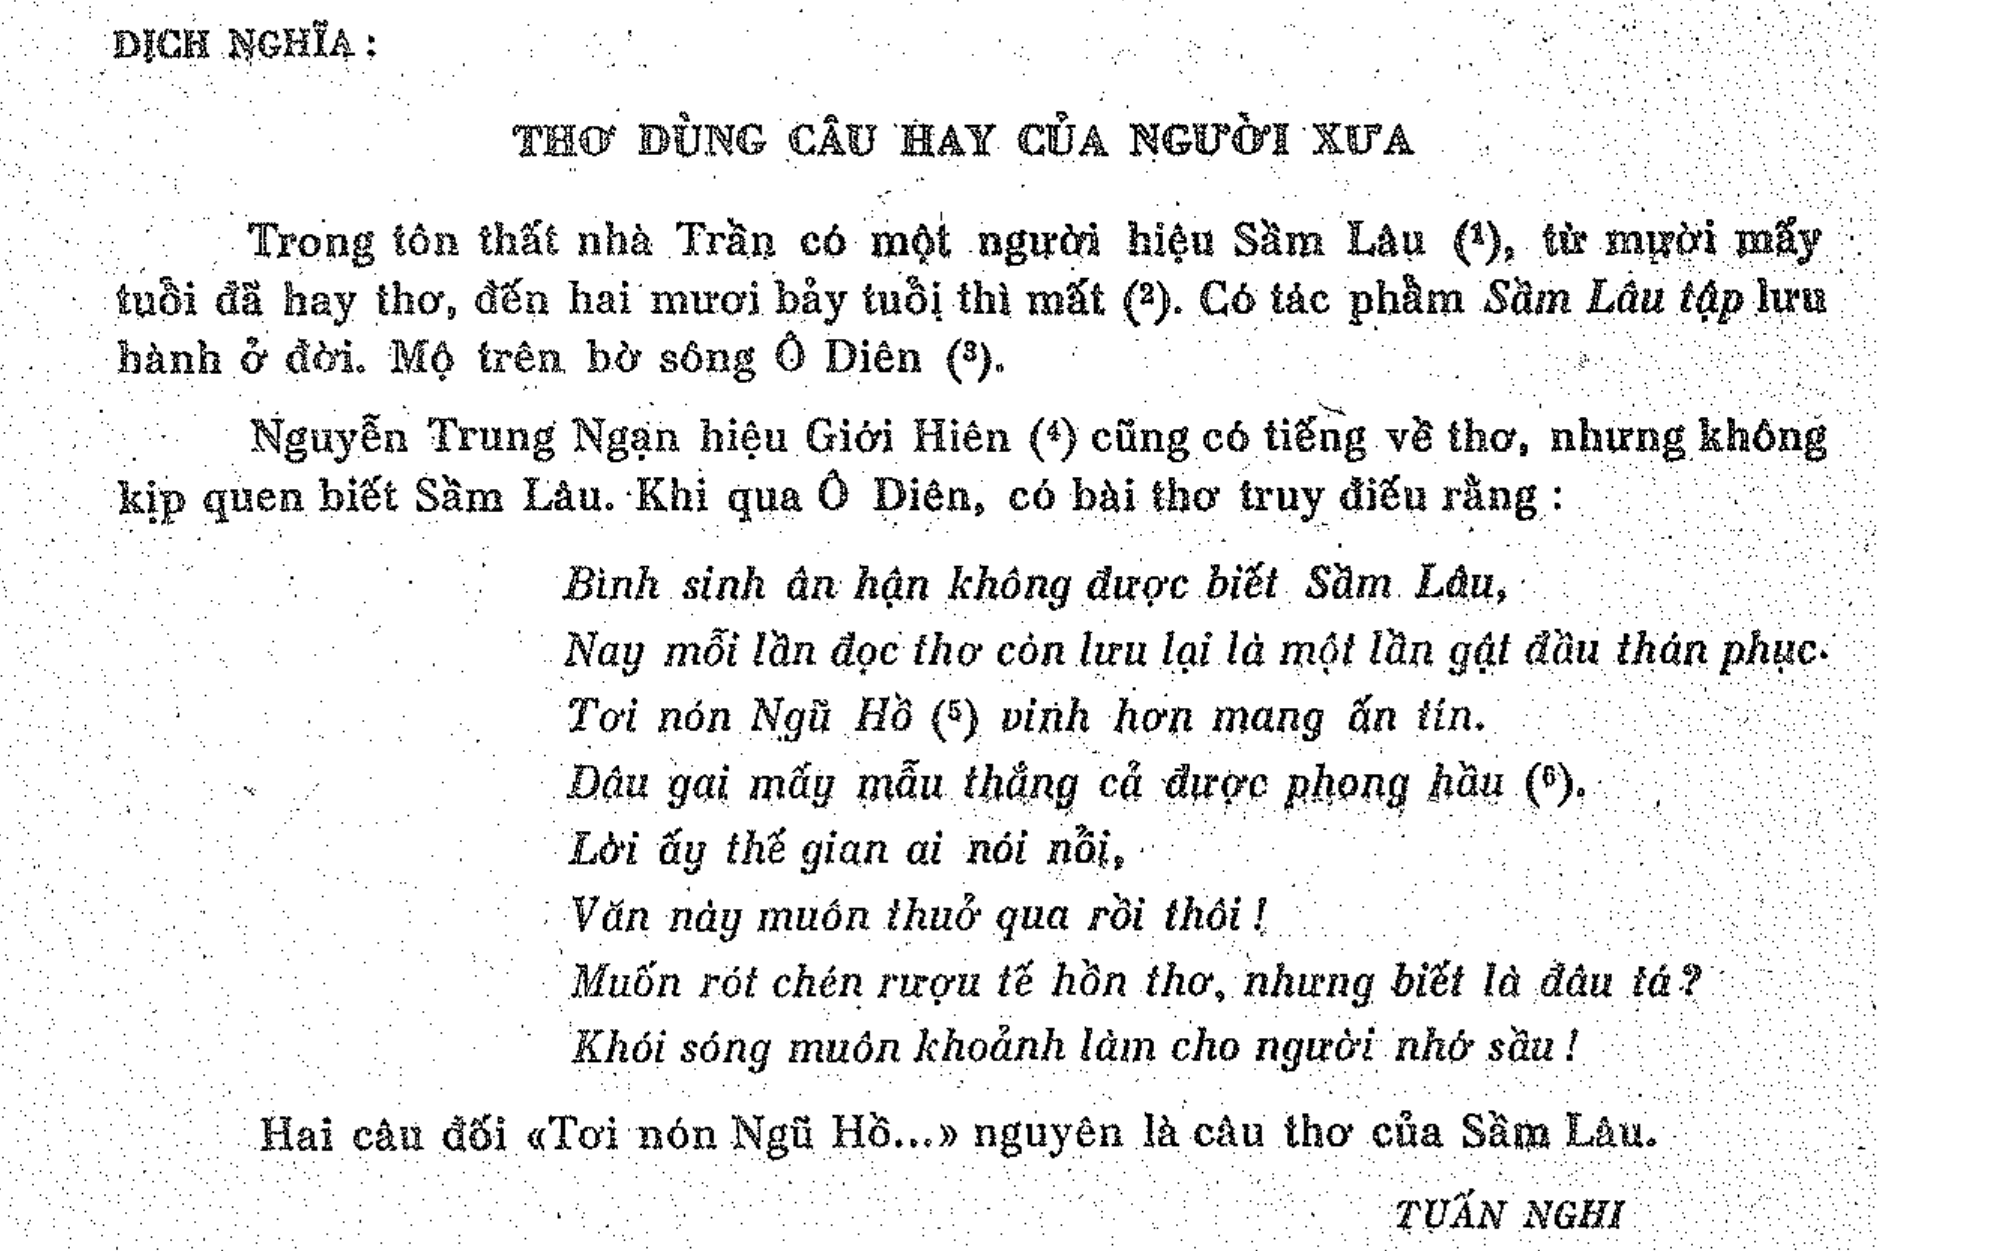 DỊCH NGHĨA :
THƠ DÙNG CÂU HAY CỦA NGƯỜI XƯA
Trong tôn thất nhà Trần có một người hiệu Sầm Lâu (¹), từ mười mấy
tuổi đã hay thơ, đến hai mươi bảy tuổi thì mất (²). Có tác phẩm Sầm Lâu tập lưu
hành ở đời. Mộ trên bờ sông Ô Diên (³).
Nguyễn Trung Ngạn hiệu Giới Hiên (⁴) cũng có tiếng về thơ, nhưng không
kịp quen biết Sầm Lâu. Khi qua Ô Diên, có bài thơ truy điếu rằng :
Bình sinh ân hận không được biết Sầm Lâu,
Nay mỗi lần đọc thơ còn lưu lại là một lần gật đầu thán phục.
Tơi nón Ngũ Hồ (⁵) vinh hơn mang ấn tín.
Dâu gai mấy mẫu thắng cả được phong hầu (⁶).
Lời ấy thế gian ai nói nổi,
Văn này muôn thuở qua rồi thôi !
Muốn rót chén rượu tế hồn thơ, nhưng biết là đâu tá ?
Khói sóng muôn khoảnh làm cho người nhớ sầu !
Hai câu đối «Tơi nón Ngũ Hồ...» nguyên là câu thơ của Sầm Lâu.
TUẤN NGHI